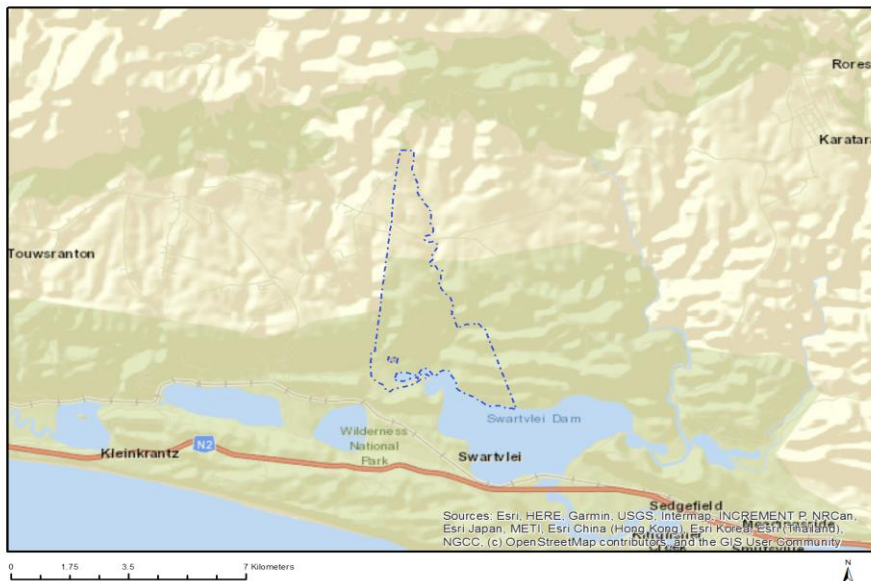 Rores
Karatara
Touwsranton
Swartvlei Dam
Wilderness
National
Park
N2
Kleinkrantz
Swartvlei
Sedgefield
Sources: Esri, HERE, Garmin, USGS, Intermap, INCREMENT P, NRCan,
Esri Japan, METI, Esri China (Hong Kong), Esri Korea, Esri (Thailand),
NGCC, (c) OpenStreetMap contributors, and the GIS User Community
Creek
Smutsville
0 1.75 3.5 7 Kilometers
N